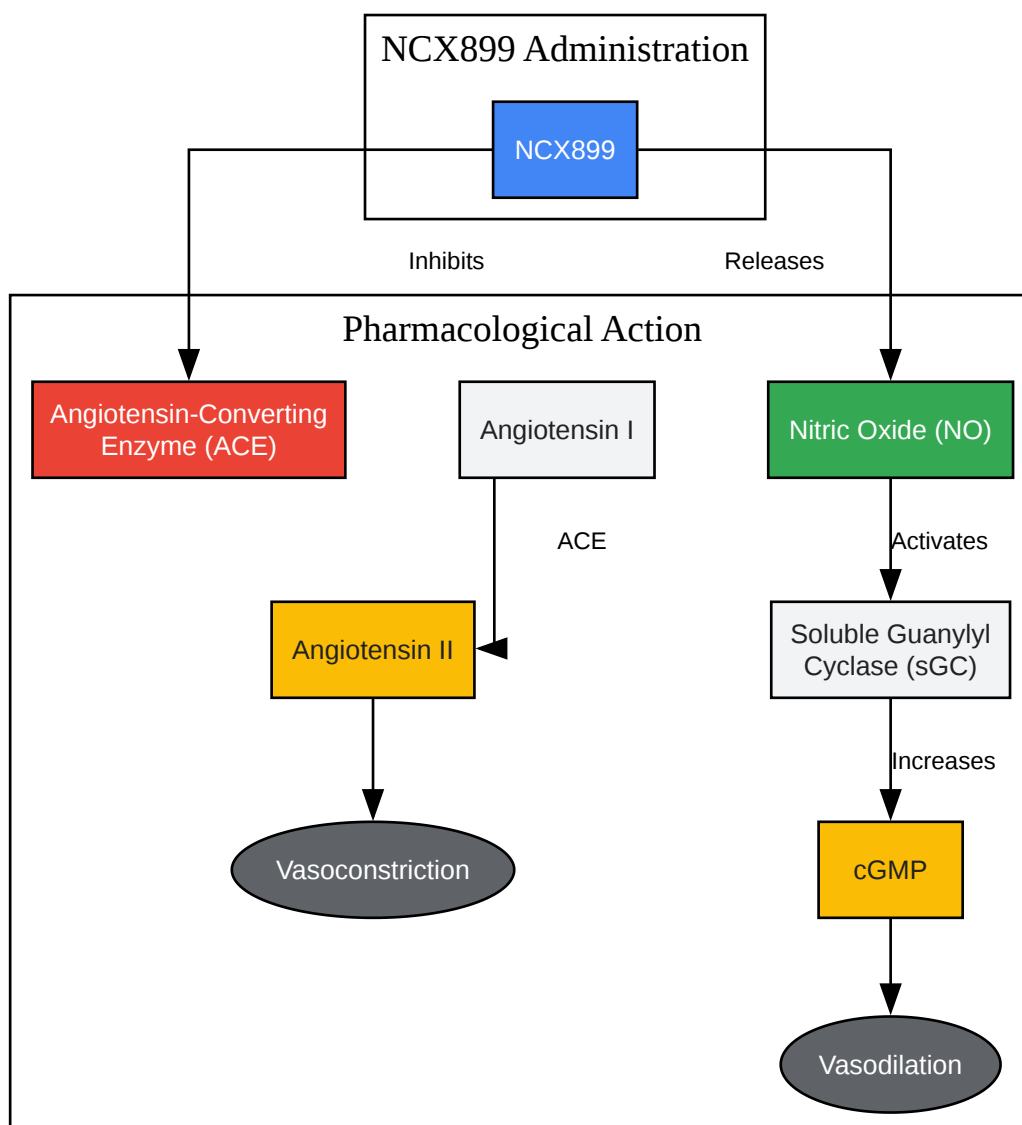 NCX899 Administration
NCX899
Inhibits
Releases
Pharmacological Action
Angiotensin-Converting
Enzyme (ACE)
Angiotensin I
Nitric Oxide (NO)
ACE
Activates
Angiotensin II
Soluble Guanylyl
Cyclase (sGC)
Increases
Vasoconstriction
cGMP
Vasodilation